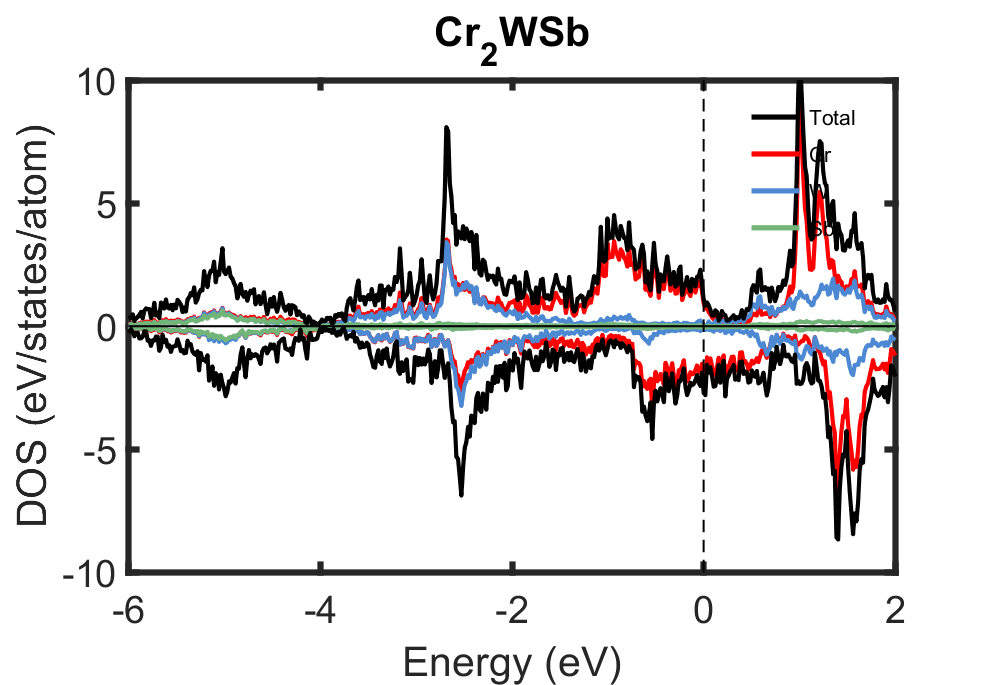 Cr2WSb
DOS (eV/states/atom)
10
5
0
-5
-10
Total
Cr
W
Sb
-6 -4 -2 0 2
Energy (eV)